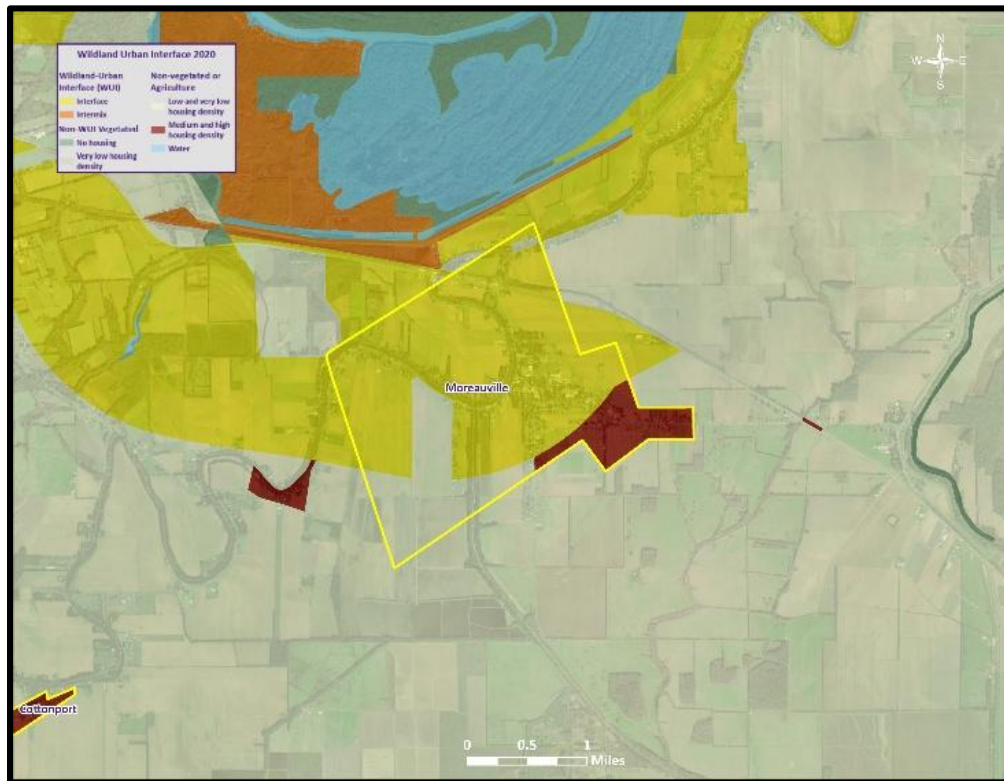 Wildland Urban Interface 2020
Wildland-Urban
Interface (WUI)
Interface
Intermix
Non-WUI Vegetated
No housing
Very low housing
density
Non-vegetated or
Agriculture
Low and very low
housing density
Medium and high
housing density
Water
N
W
E
S
Moreauville
Cottonport
0
0.5
1
Miles